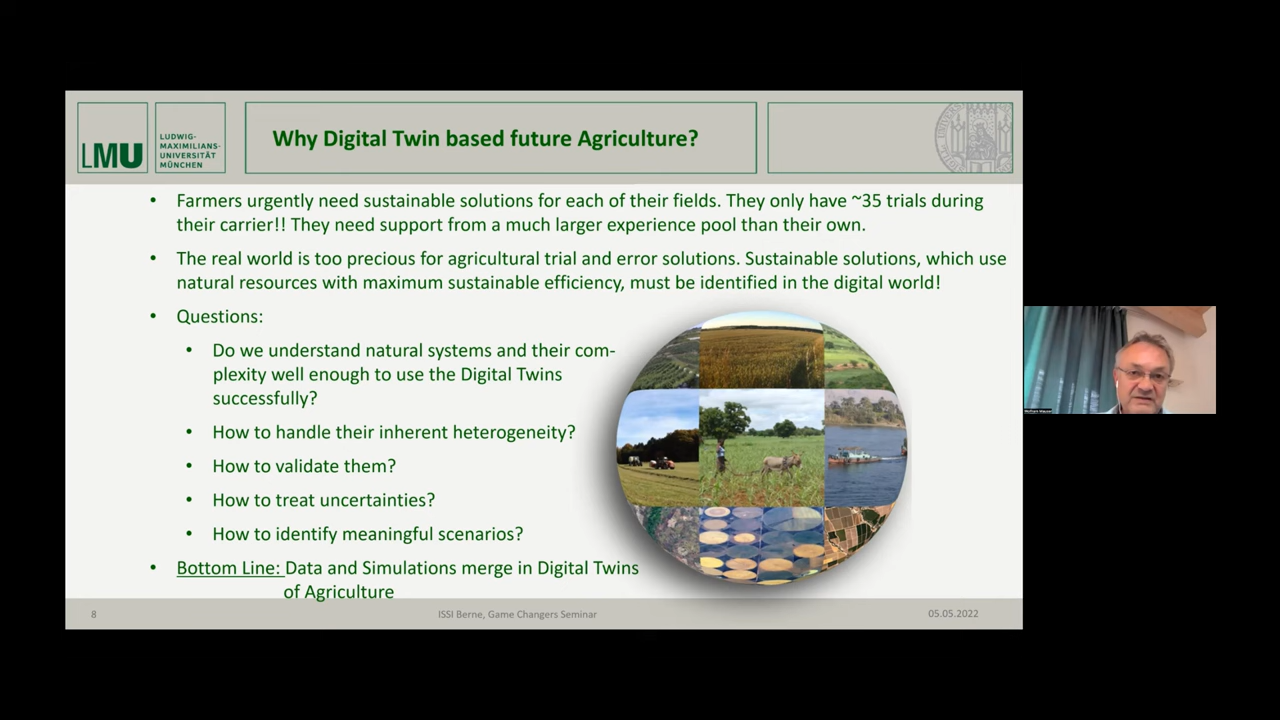 LMU
LUDWIG-
MAXIMILIANS-
UNIVERSITÄT
MÜNCHEN
Why Digital Twin based future Agriculture?
• Farmers urgently need sustainable solutions for each of their fields. They only have ~35 trials during
their carrier!! They need support from a much larger experience pool than their own.
• The real world is too precious for agricultural trial and error solutions. Sustainable solutions, which use
natural resources with maximum sustainable efficiency, must be identified in the digital world!
• Questions:
• Do we understand natural systems and their com-
plexity well enough to use the Digital Twins
successfully?
• How to handle their inherent heterogeneity?
• How to validate them?
• How to treat uncertainties?
• How to identify meaningful scenarios?
• Bottom Line: Data and Simulations merge in Digital Twins
of Agriculture
8
ISSI Berne, Game Changers Seminar
05.05.2022